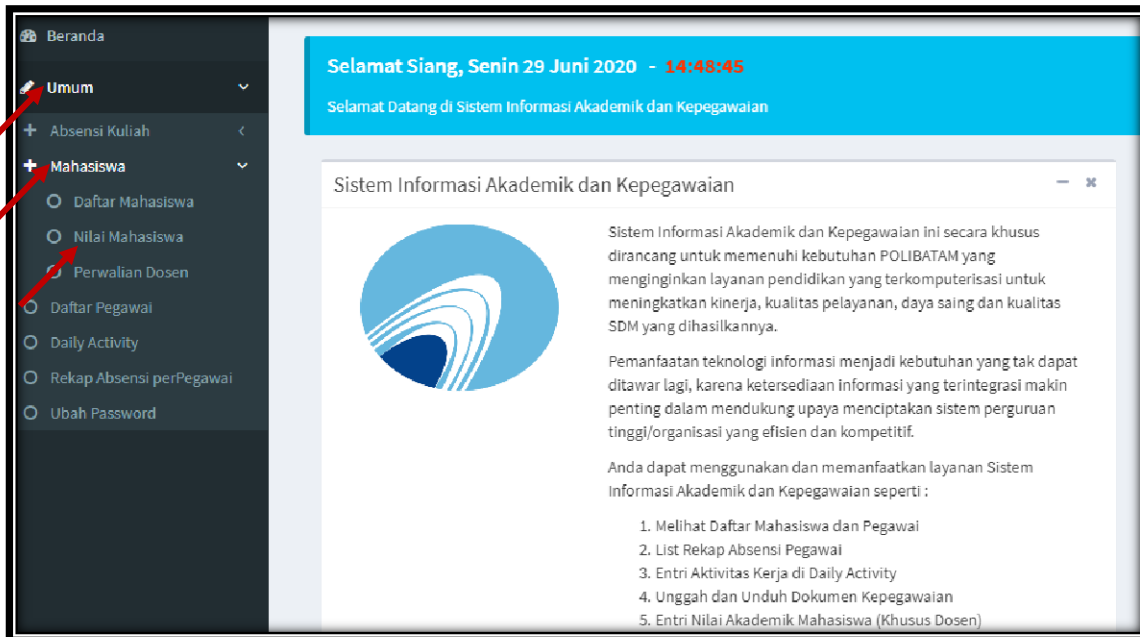 Beranda
Umum
Absensi Kuliah
Mahasiswa
Daftar Mahasiswa
Nilai Mahasiswa
Perwalian Dosen
Daftar Pegawai
Daily Activity
Rekap Absensi perPegawai
Ubah Password
Selamat Siang, Senin 29 Juni 2020 - 14:48:45
Selamat Datang di Sistem Informasi Akademik dan Kepegawaian
Sistem Informasi Akademik dan Kepegawaian
Sistem Informasi Akademik dan Kepegawaian ini secara khusus
dirancang untuk memenuhi kebutuhan POLIBATAM yang
menginginkan layanan pendidikan yang terkomputerisasi untuk
meningkatkan kinerja, kualitas pelayanan, daya saing dan kualitas
SDM yang dihasilkannya.
Pemanfaatan teknologi informasi menjadi kebutuhan yang tak dapat
ditawar lagi, karena ketersediaan informasi yang terintegrasi makin
penting dalam mendukung upaya menciptakan sistem perguruan
tinggi/organisasi yang efisien dan kompetitif.
Anda dapat menggunakan dan memanfaatkan layanan Sistem
Informasi Akademik dan Kepegawaian seperti :
1. Melihat Daftar Mahasiswa dan Pegawai
2. List Rekap Absensi Pegawai
3. Entri Aktivitas Kerja di Daily Activity
4. Unggah dan Unduh Dokumen Kepegawaian
5. Entri Nilai Akademik Mahasiswa (Khusus Dosen)